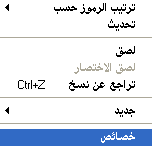 ترتيب الرموز حسب
تحديث
لصق
لصق الاختصار
تراجع عن نسخ Ctrl+Z
جديد
خصائص